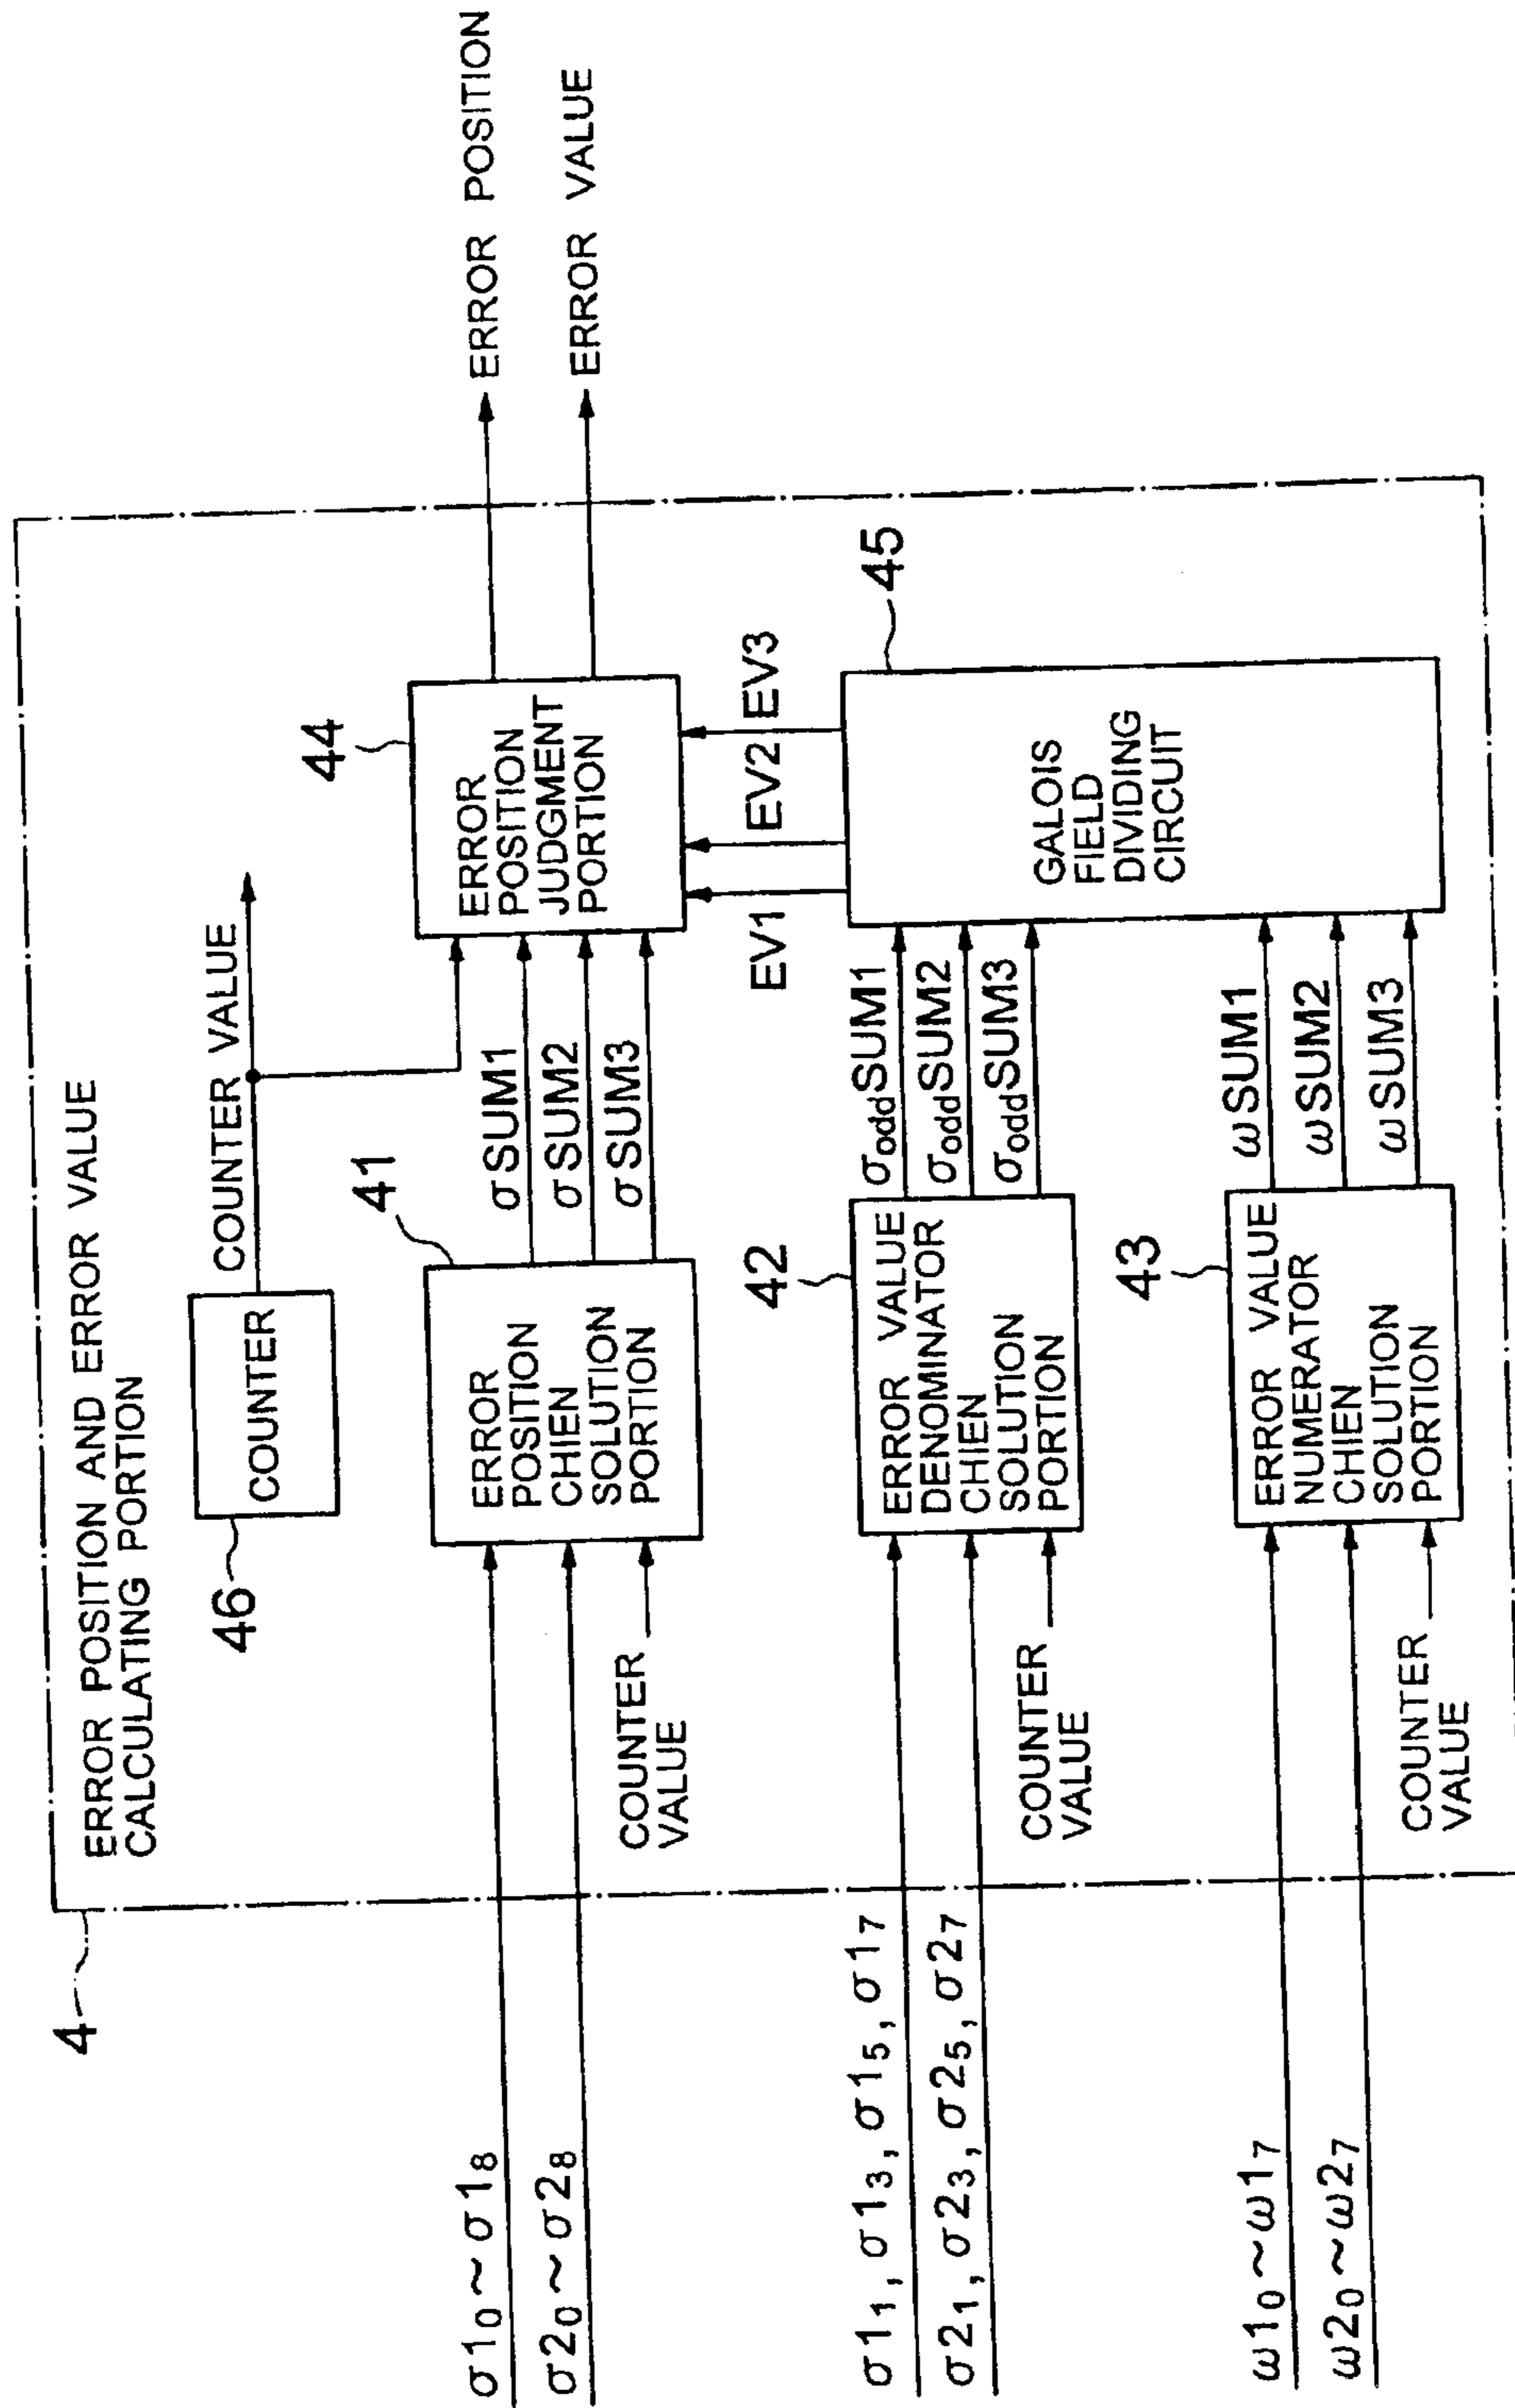 4
ERROR POSITION AND ERROR VALUE
CALCULATING PORTION
46
COUNTER
COUNTER VALUE
σ1₀~σ1₈
σ2₀~σ2₈
COUNTER
VALUE
41
ERROR
POSITION
CHIEN
SOLUTION
PORTION
σSUM1
σSUM2
σSUM3
44
ERROR
POSITION
JUDGMENT
PORTION
ERROR POSITION
ERROR VALUE
EV1
EV2
EV3
σ1₁, σ1₃, σ1₅, σ1₇
σ2₁, σ2₃, σ2₅, σ2₇
COUNTER
VALUE
42
ERROR VALUE
DENOMINATOR
CHIEN
SOLUTION
PORTION
σoddSUM1
σoddSUM2
σoddSUM3
45
GALOIS
FIELD
DIVIDING
CIRCUIT
ω1₀~ω1₇
ω2₀~ω2₇
COUNTER
VALUE
43
ERROR VALUE
NUMERATOR
CHIEN
SOLUTION
PORTION
ωSUM1
ωSUM2
ωSUM3